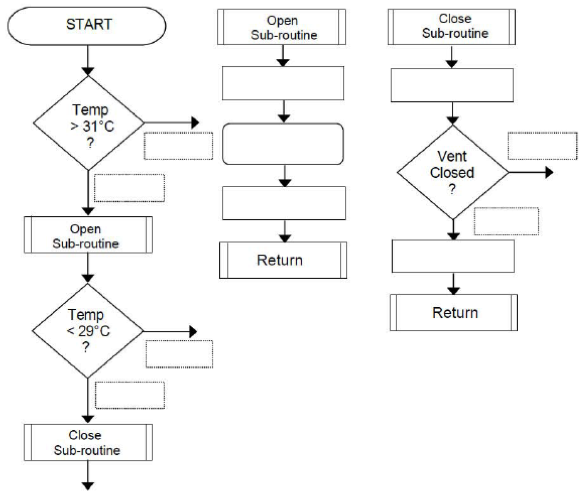 START
Temp
> 31°C
?
Open
Sub-routine
Temp
< 29°C
?
Close
Sub-routine
Open
Sub-routine
Return
Close
Sub-routine
Vent
Closed
?
Return